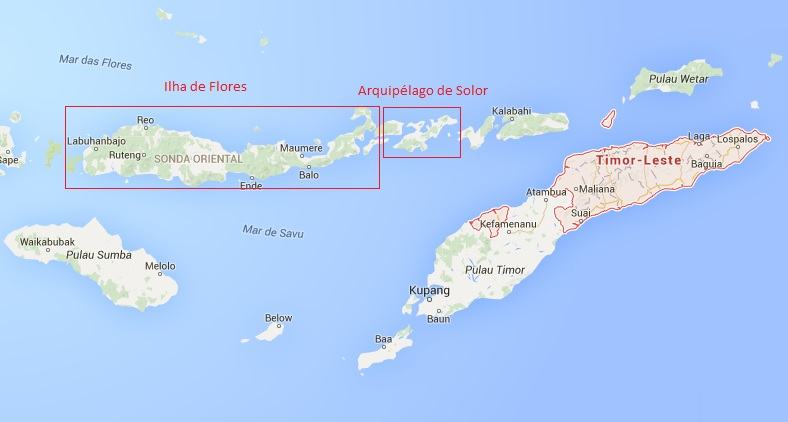 Mar das Flores
Ilha de Flores
Arquipélago de Solor
Pulau Wetar
Kalabahi
Reo
Labuhanbajo
Ruteng
SONDA ORIENTAL
Maumere
Balo
Ende
Sape
Laga
Lospalos
Timor-Leste
Baguia
Atambua
Maliana
Suai
Kefamenanu
Mar de Savu
Waikabubak
Pulau Sumba
Melolo
Pulau Timor
Kupang
Baun
Below
Baa